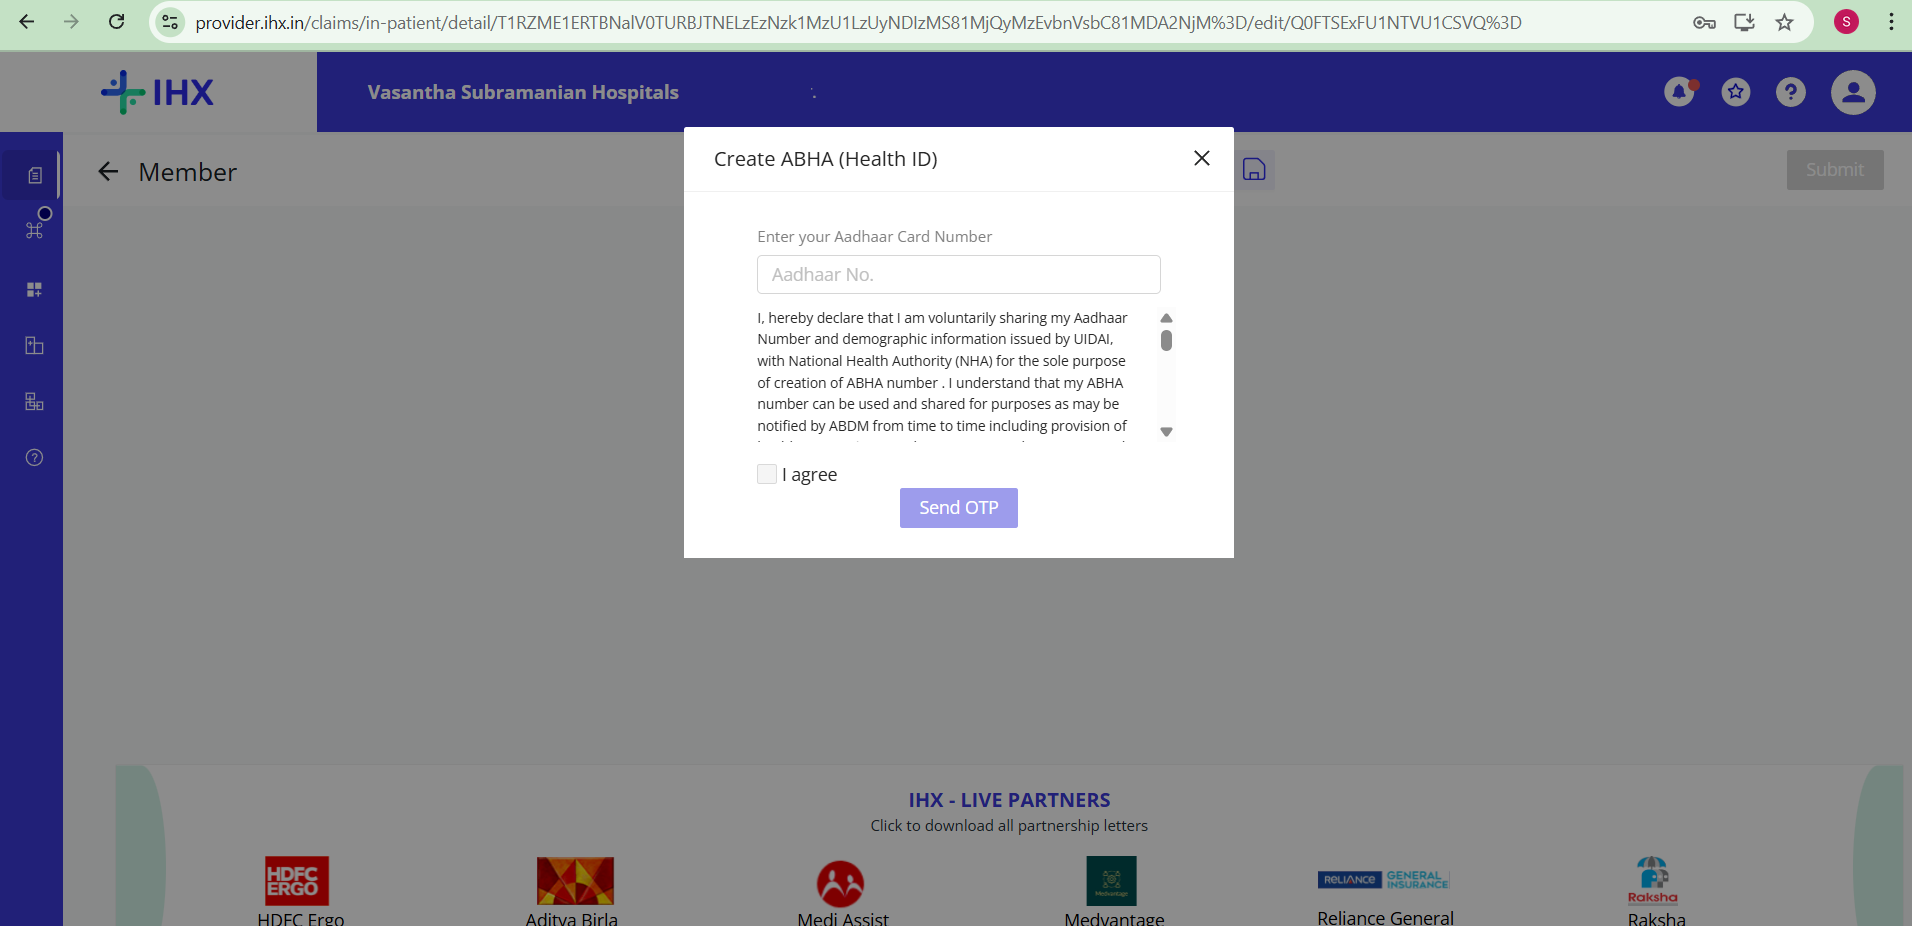 provider.ihx.in/claims/in-patient/detail/T1RZME1ERTBNalV0TURBJTNELzEzNzk1MzU1LzUyNDIzMS81MjQyMzEvbnVsbC81MDA2NjM%3D/edit/Q0FTSExFU1NTVU1CSVQ%3D
S
IHX
Vasantha Subramanian Hospitals
Member
Submit
Create ABHA (Health ID)
Enter your Aadhaar Card Number
Aadhaar No.
I, hereby declare that I am voluntarily sharing my Aadhaar
Number and demographic information issued by UIDAI,
with National Health Authority (NHA) for the sole purpose
of creation of ABHA number . I understand that my ABHA
number can be used and shared for purposes as may be
notified by ABDM from time to time including provision of
I agree
Send OTP
IHX - LIVE PARTNERS
Click to download all partnership letters
HDFC
ERGO
Medvantage
RELIANCE GENERAL
INSURANCE
Raksha
HDFC Ergo
Aditya Birla
Medi Assist
Medvantage
Reliance General
Raksha